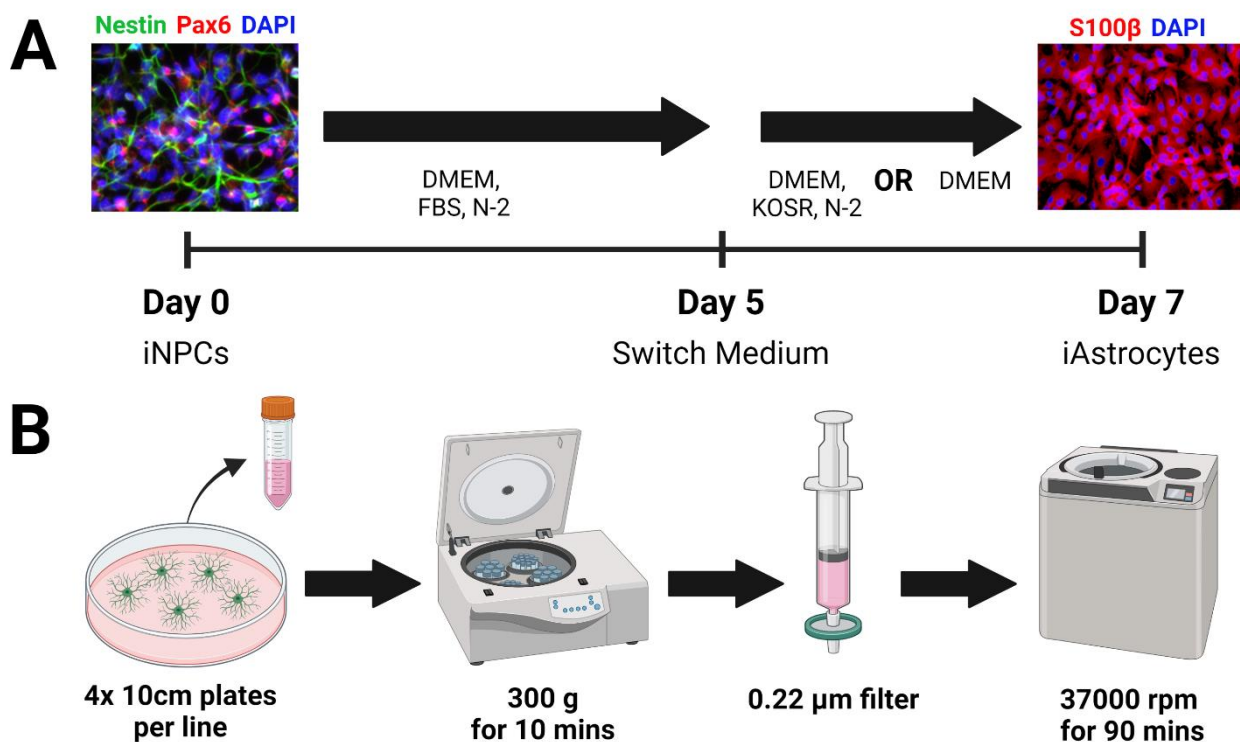 A
Nestin Pax6 DAPI
S100β DAPI
DMEM,
FBS, N-2
DMEM,
KOSR, N-2
OR
DMEM
Day 0
Day 5
Day 7
iNPCs
Switch Medium
iAstrocytes
B
4x 10cm plates
per line
300 g
for 10 mins
0.22 µm filter
37000 rpm
for 90 mins